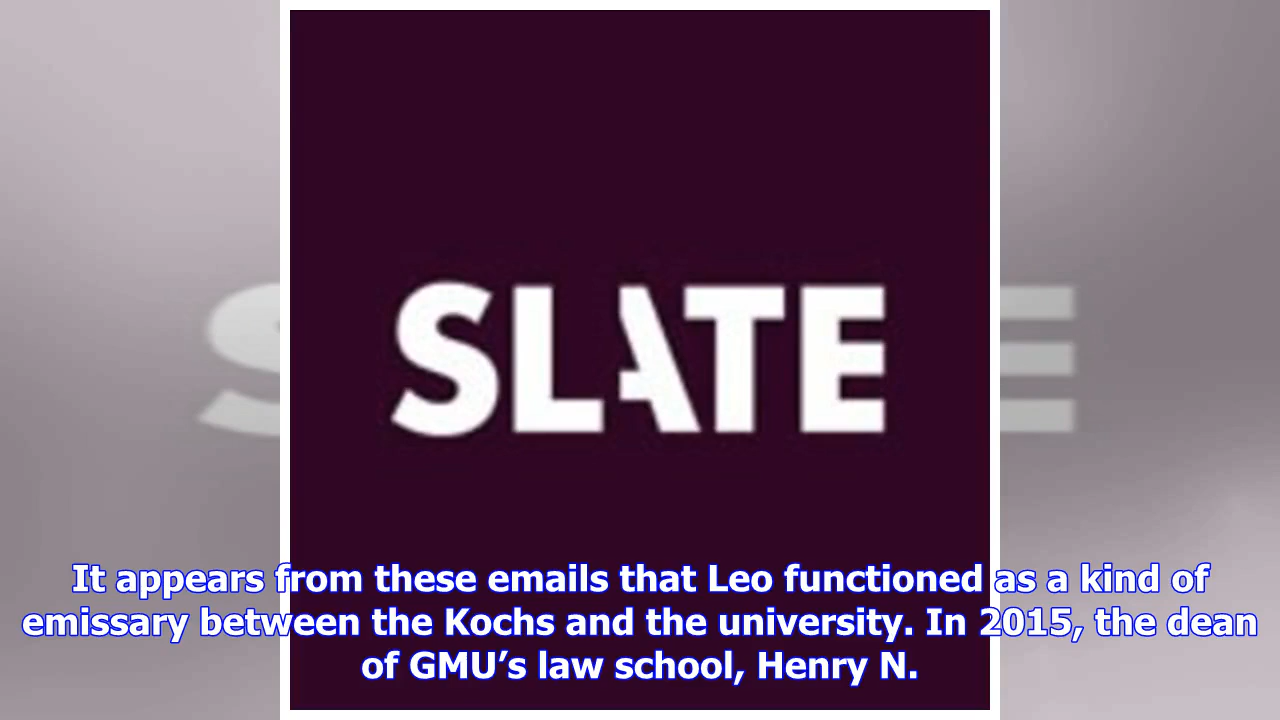 SLATE
It appears from these emails that Leo functioned as a kind of
emissary between the Kochs and the university. In 2015, the dean
of GMU’s law school, Henry N.